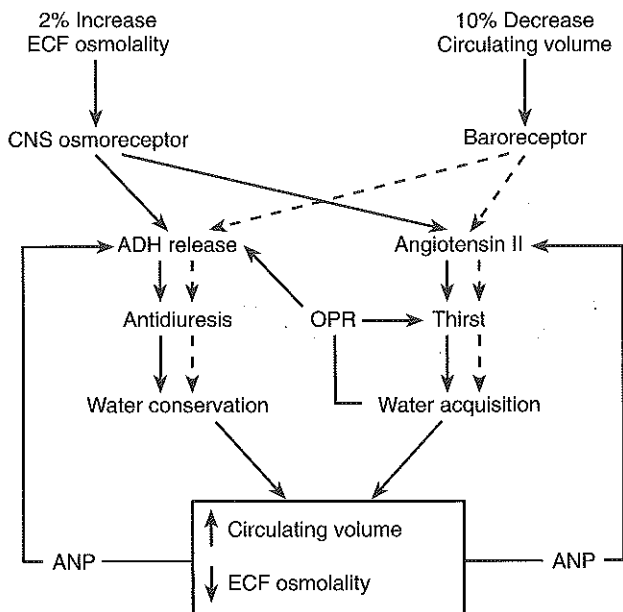 2% Increase
ECF osmolality
10% Decrease
Circulating volume
CNS osmoreceptor
Baroreceptor
ADH release
Angiotensin II
Antidiuresis
OPR
Thirst
Water conservation
Water acquisition
Circulating volume
ANP
ANP
ECF osmolality